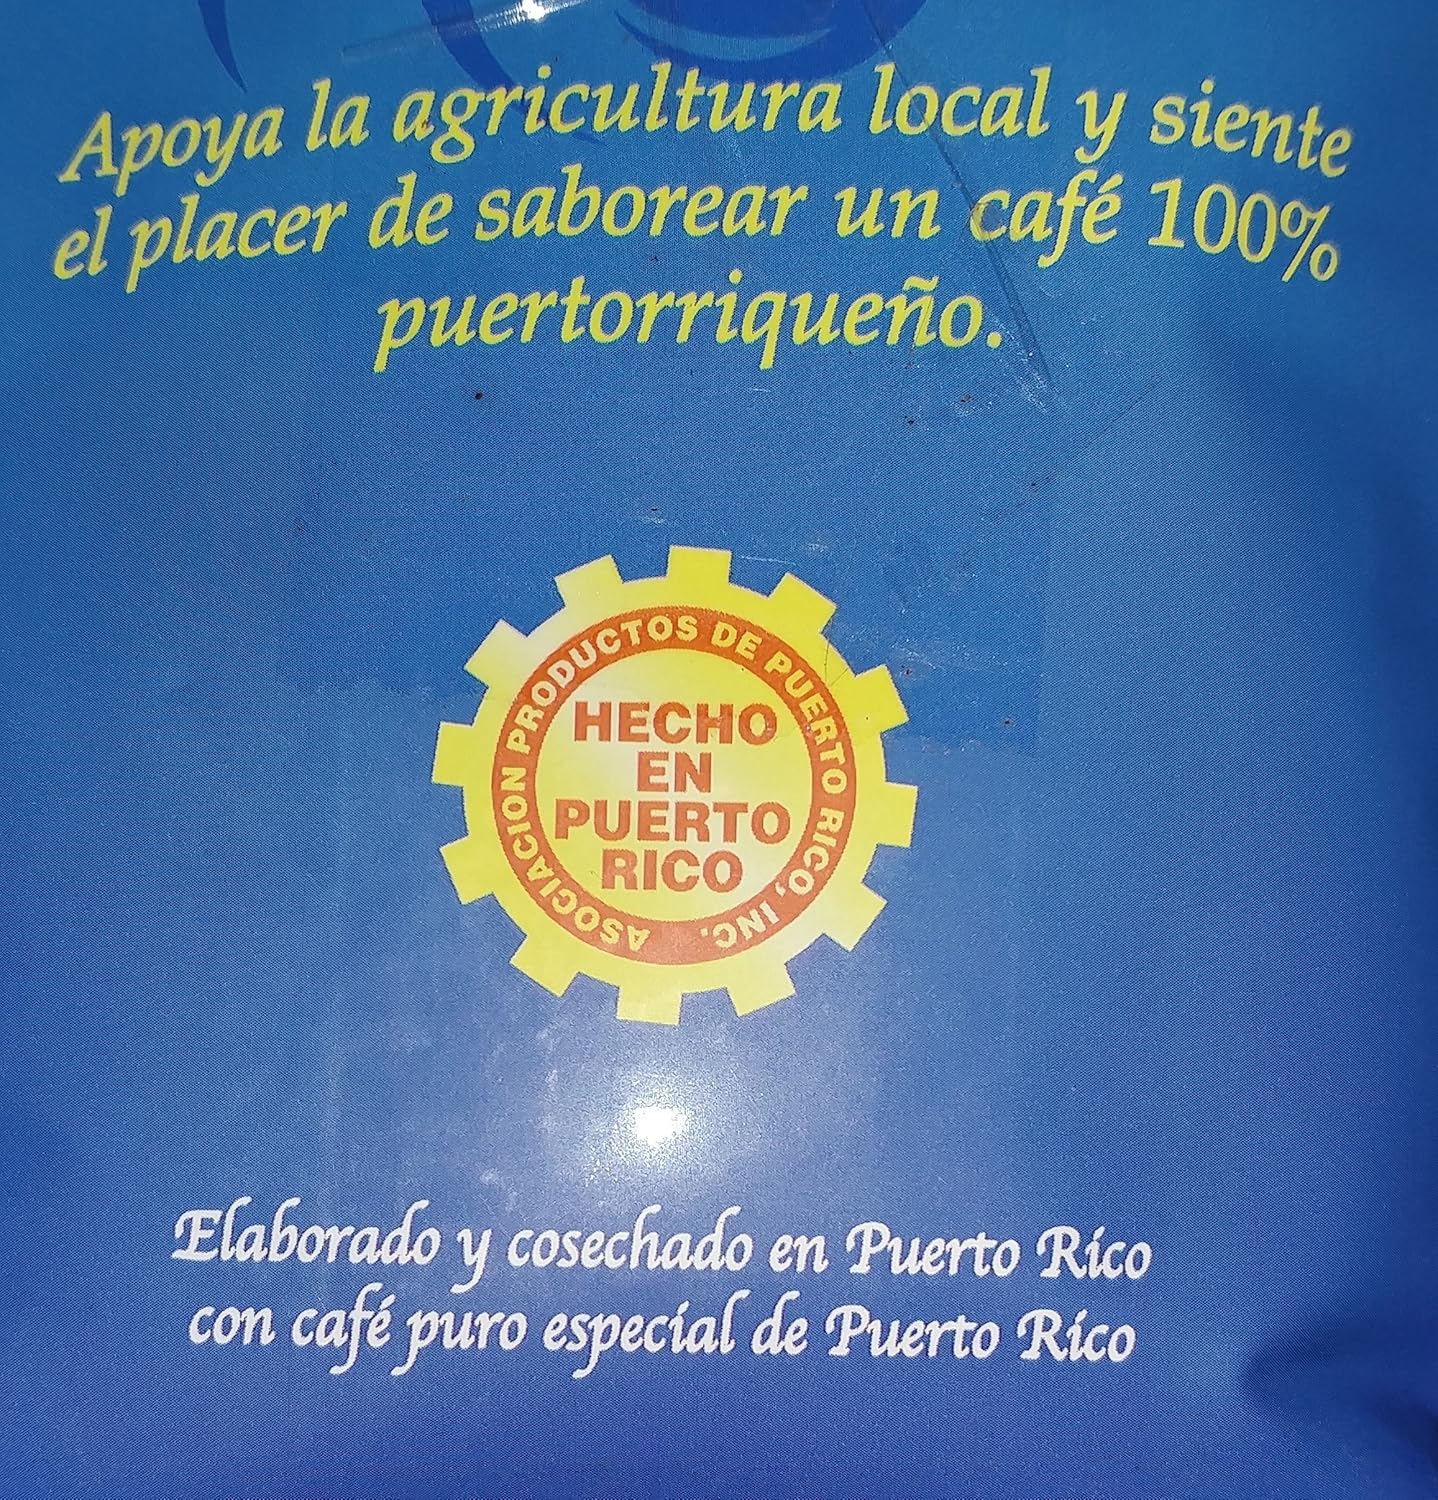 Apoya la agricultura local y siente
el placer de saborear un café 100%
puertorriqueño.
ASOCIACION PRODUCTOS DE PUERTO RICO, INC.
HECHO
EN
PUERTO
RICO
Elaborado y cosechado en Puerto Rico
con café puro especial de Puerto Rico